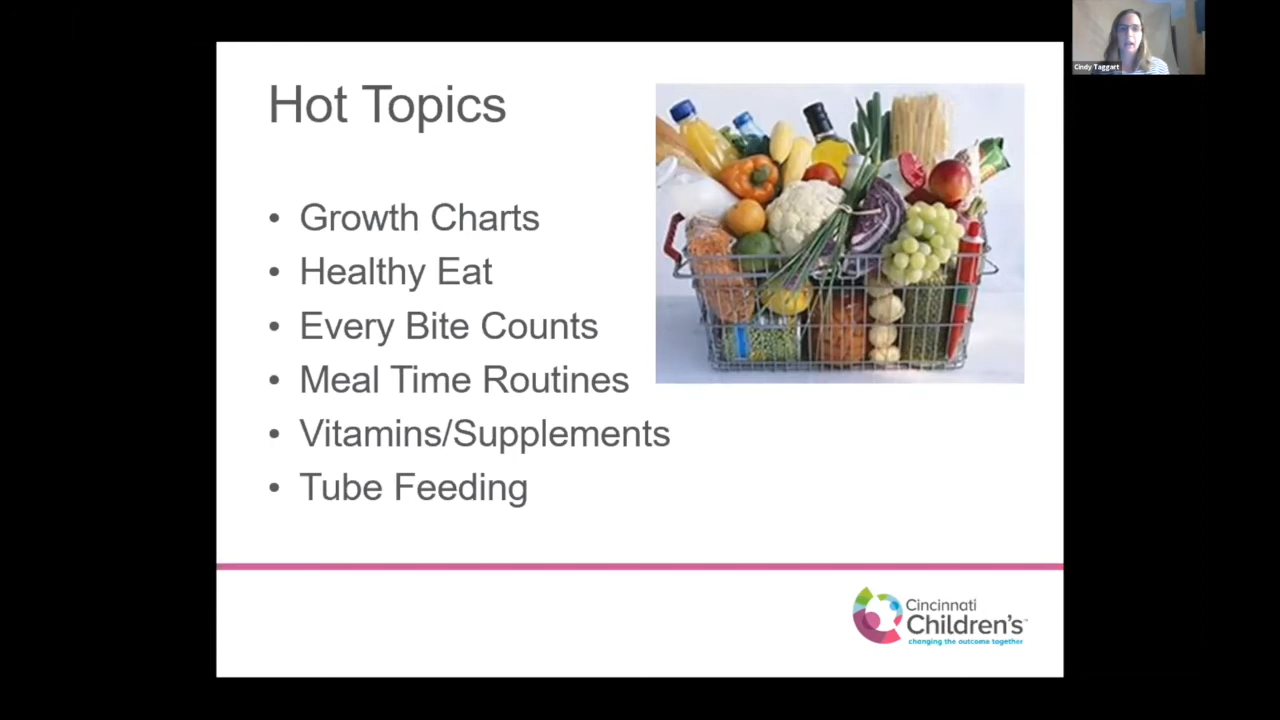 Cindy Taggart
Hot Topics
• Growth Charts
• Healthy Eat
• Every Bite Counts
• Meal Time Routines
• Vitamins/Supplements
• Tube Feeding
Cincinnati
Children's™
changing the outcome together